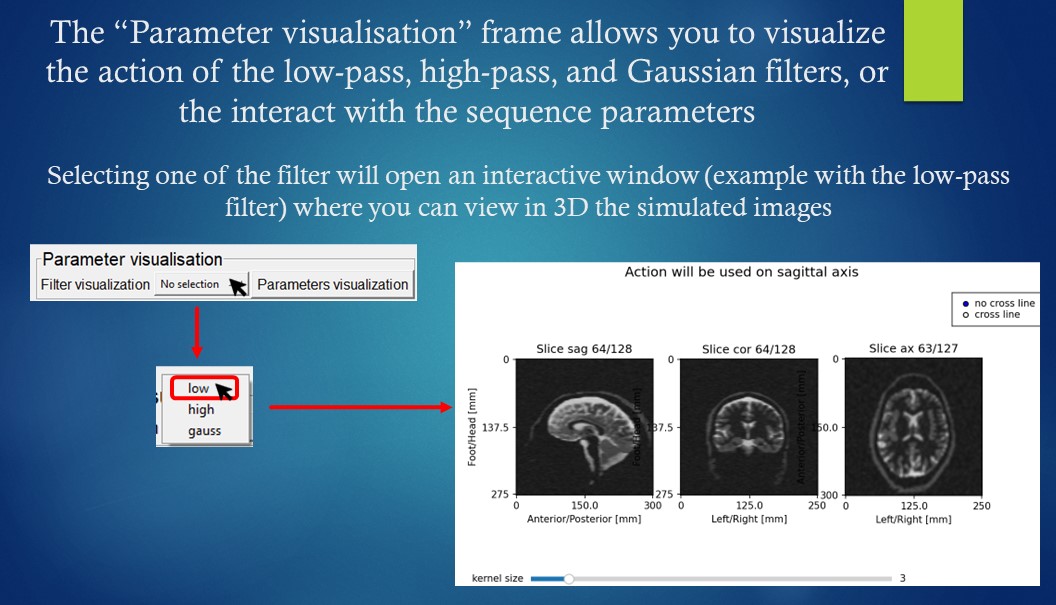 The “Parameter visualisation” frame allows you to visualize
the action of the low-pass, high-pass, and Gaussian filters, or
the interact with the sequence parameters
Selecting one of the filter will open an interactive window (example with the low-pass
filter) where you can view in 3D the simulated images
Parameter visualisation
Filter visualization No selection Parameters visualization
low
high
gauss
Action will be used on sagittal axis
no cross line
cross line
Slice sag 64/128
0
137.5
275
Foot/Head [mm]
0 150.0 300
Anterior/Posterior [mm]
Slice cor 64/128
0
137.5
275
Foot/Head [mm]
0 125.0 250
Left/Right [mm]
Slice ax 63/127
0
150.0
300
Anterior/Posterior [mm]
0 125.0 250
Left/Right [mm]
kernel size 3